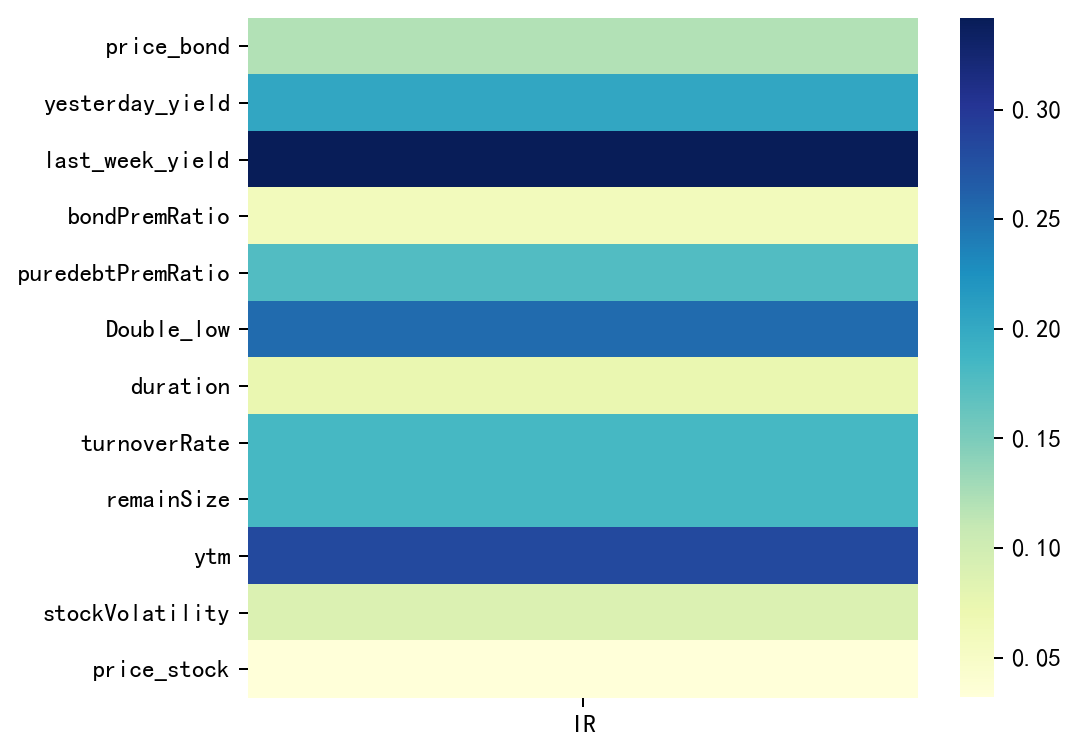 price_bond
yesterday_yield
last_week_yield
bondPremRatio
puredebtPremRatio
Double_low
duration
turnoverRate
remainSize
ytm
stockVolatility
price_stock
IR
0.30
0.25
0.20
0.15
0.10
0.05